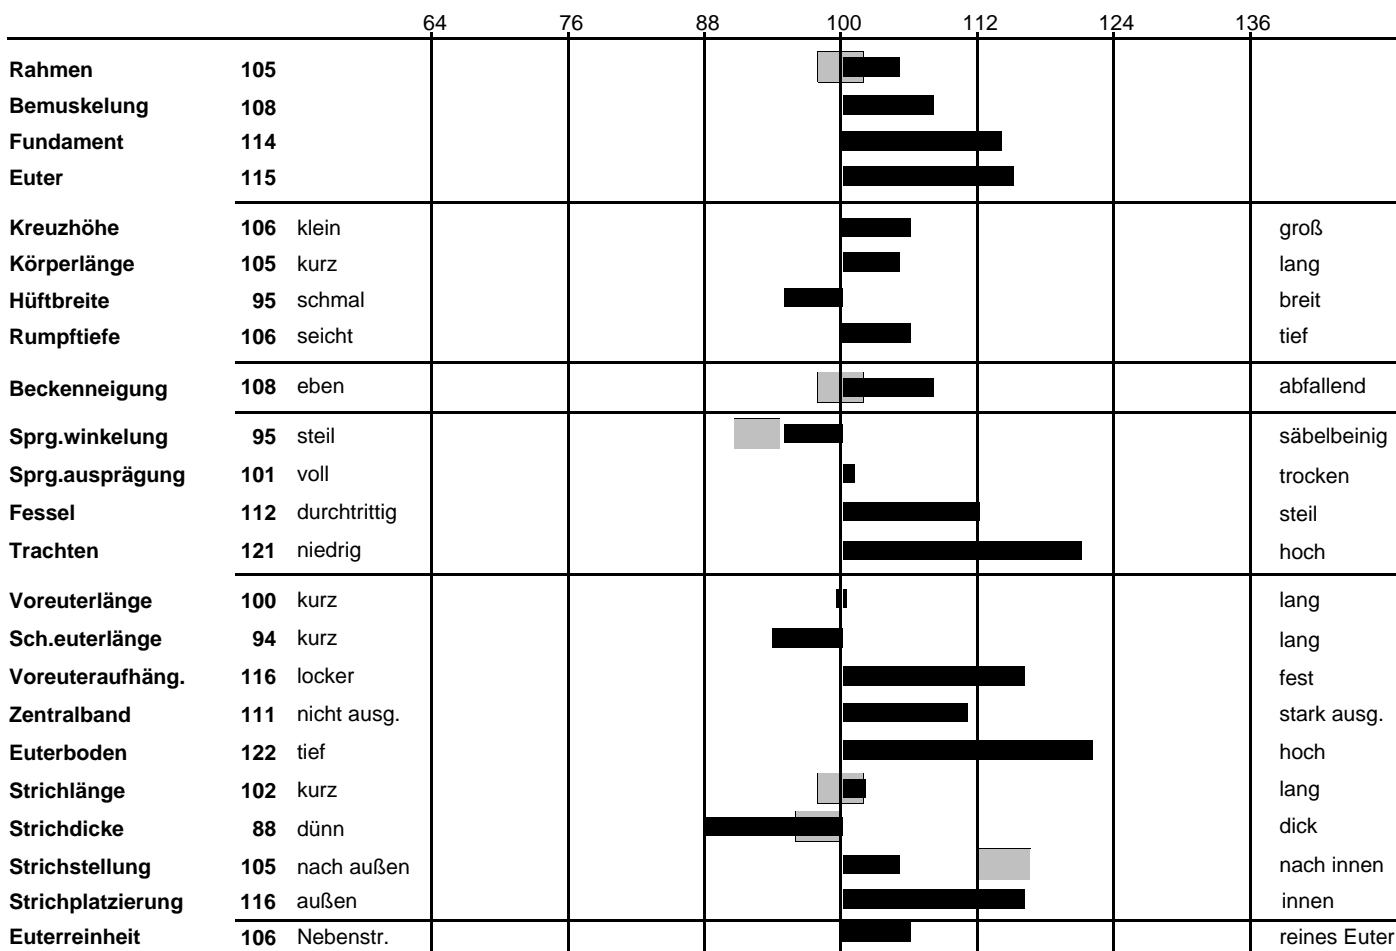 64 76 88 100 112 124 136
Rahmen 105
Bemuskelung 108
Fundament 114
Euter 115
Kreuzhöhe 106 klein groß
Körperlänge 105 kurz lang
Hüftbreite 95 schmal breit
Rumpftiefe 106 seicht tief
Beckenneigung 108 eben abfallend
Sprg.winkelung 95 steil säbelbeinig
Sprg.ausprägung 101 voll trocken
Fessel 112 durchtrittig steil
Trachten 121 niedrig hoch
Voreuterlänge 100 kurz lang
Sch.euterlänge 94 kurz lang
Voreuteraufhäng. 116 locker fest
Zentralband 111 nicht ausg. stark ausg.
Euterboden 122 tief hoch
Strichlänge 102 kurz lang
Strichdicke 88 dünn dick
Strichstellung 105 nach außen nach innen
Strichplatzierung 116 außen innen
Euterreinheit 106 Nebenstr. reines Euter